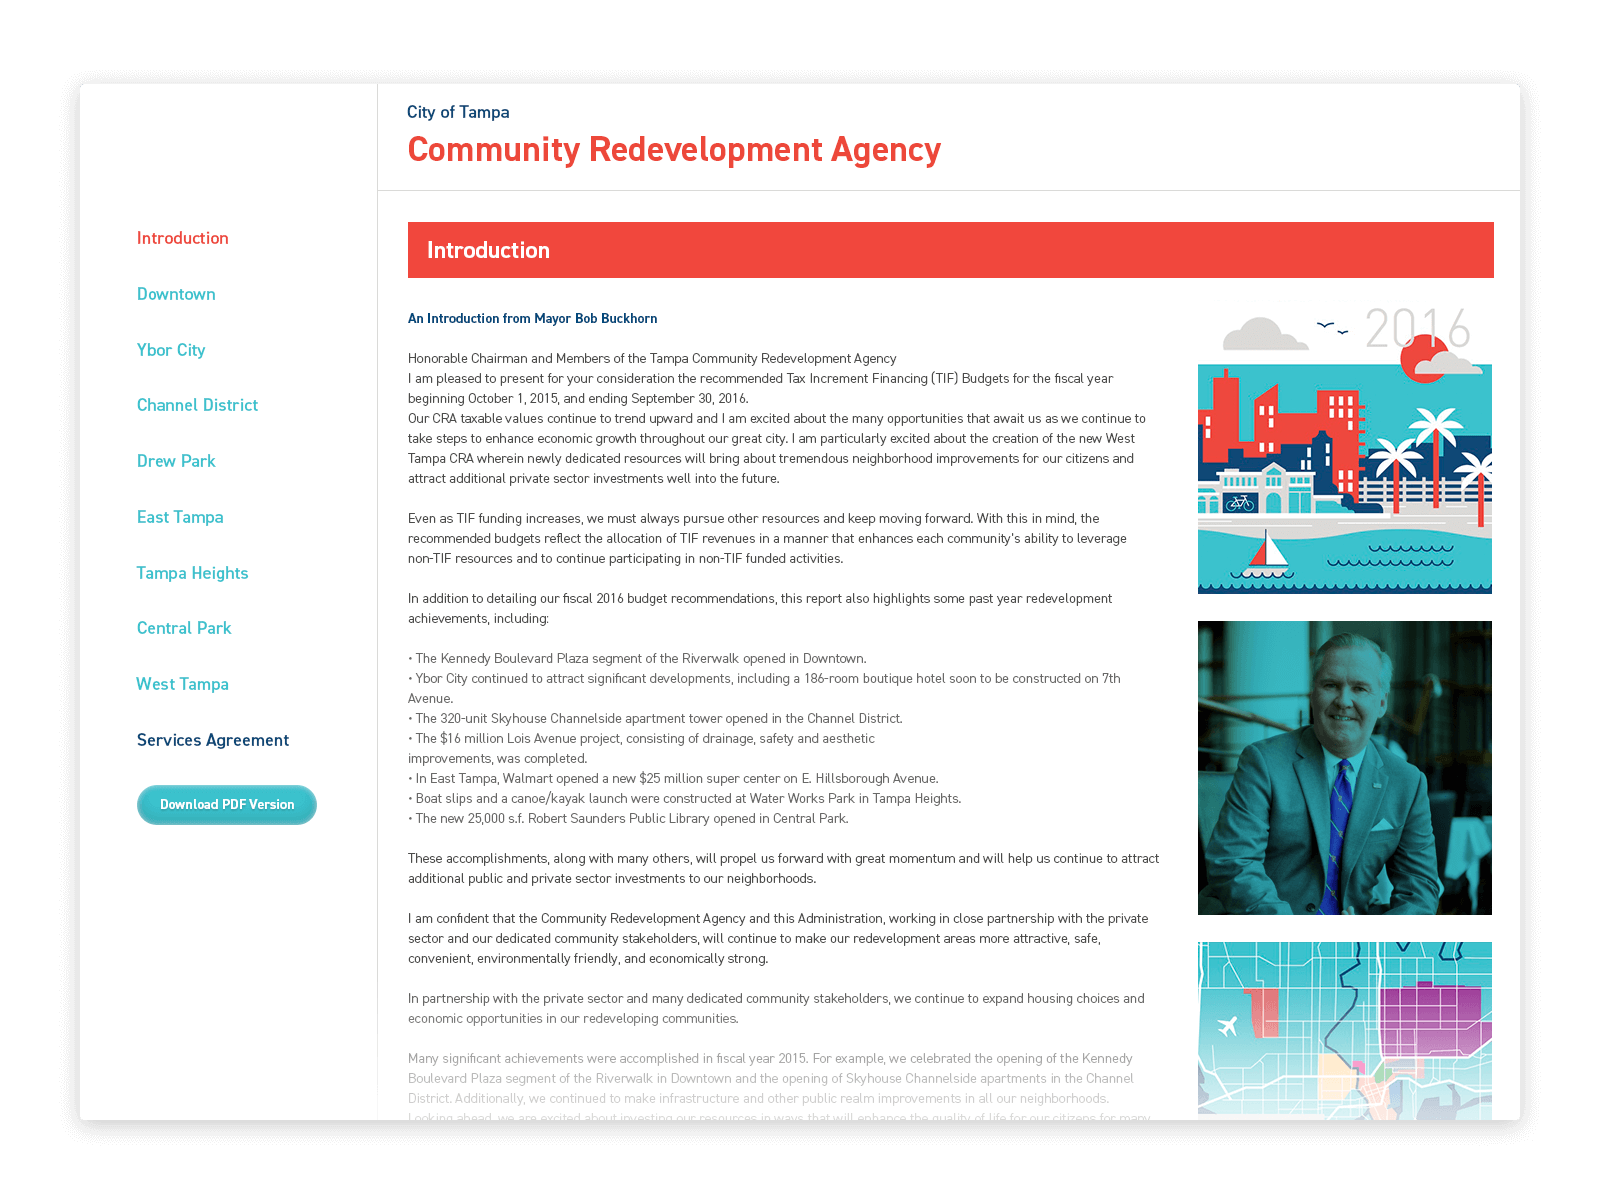 City of Tampa
Community Redevelopment Agency
Introduction
Downtown
Ybor City
Channel District
Drew Park
East Tampa
Tampa Heights
Central Park
West Tampa
Services Agreement
Download PDF Version
Introduction
An Introduction from Mayor Bob Buckhorn
Honorable Chairman and Members of the Tampa Community Redevelopment Agency
I am pleased to present for your consideration the recommended Tax Increment Financing (TIF) Budgets for the fiscal year
beginning October 1, 2015, and ending September 30, 2016.
Our CRA taxable values continue to trend upward and I am excited about the many opportunities that await us as we continue to
take steps to enhance economic growth throughout our great city. I am particularly excited about the creation of the new West
Tampa CRA wherein newly dedicated resources will bring about tremendous neighborhood improvements for our citizens and
attract additional private sector investments well into the future.
Even as TIF funding increases, we must always pursue other resources and keep moving forward. With this in mind, the
recommended budgets reflect the allocation of TIF revenues in a manner that enhances each community's ability to leverage
non-TIF resources and to continue participating in non-TIF funded activities.
In addition to detailing our fiscal 2016 budget recommendations, this report also highlights some past year redevelopment
achievements, including:
• The Kennedy Boulevard Plaza segment of the Riverwalk opened in Downtown.
• Ybor City continued to attract significant developments, including a 186-room boutique hotel soon to be constructed on 7th
Avenue.
• The 320-unit Skyhouse Channelside apartment tower opened in the Channel District.
• The $16 million Lois Avenue project, consisting of drainage, safety and aesthetic
improvements, was completed.
• In East Tampa, Walmart opened a new $25 million super center on E. Hillsborough Avenue.
• Boat slips and a canoe/kayak launch were constructed at Water Works Park in Tampa Heights.
• The new 25,000 s.f. Robert Saunders Public Library opened in Central Park.
These accomplishments, along with many others, will propel us forward with great momentum and will help us continue to attract
additional public and private sector investments to our neighborhoods.
I am confident that the Community Redevelopment Agency and this Administration, working in close partnership with the private
sector and our dedicated community stakeholders, will continue to make our redevelopment areas more attractive, safe,
convenient, environmentally friendly, and economically strong.
In partnership with the private sector and many dedicated community stakeholders, we continue to expand housing choices and
economic opportunities in our redeveloping communities.
Many significant achievements were accomplished in fiscal year 2015. For example, we celebrated the opening of the Kennedy
Boulevard Plaza segment of the Riverwalk in Downtown and the opening of Skyhouse Channelside apartments in the Channel
District. Additionally, we continued to make infrastructure and other public realm improvements in all our neighborhoods.
Looking ahead, we are excited about investing our resources in ways that will enhance the quality of life for our citizens for many
2016